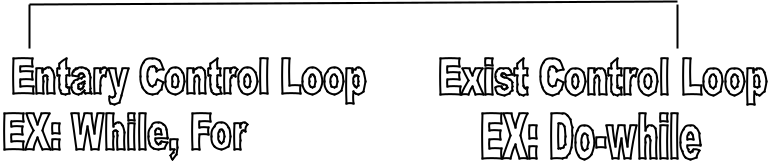 Entary Control Loop
EX: While, For
Exist Control Loop
EX: Do-while